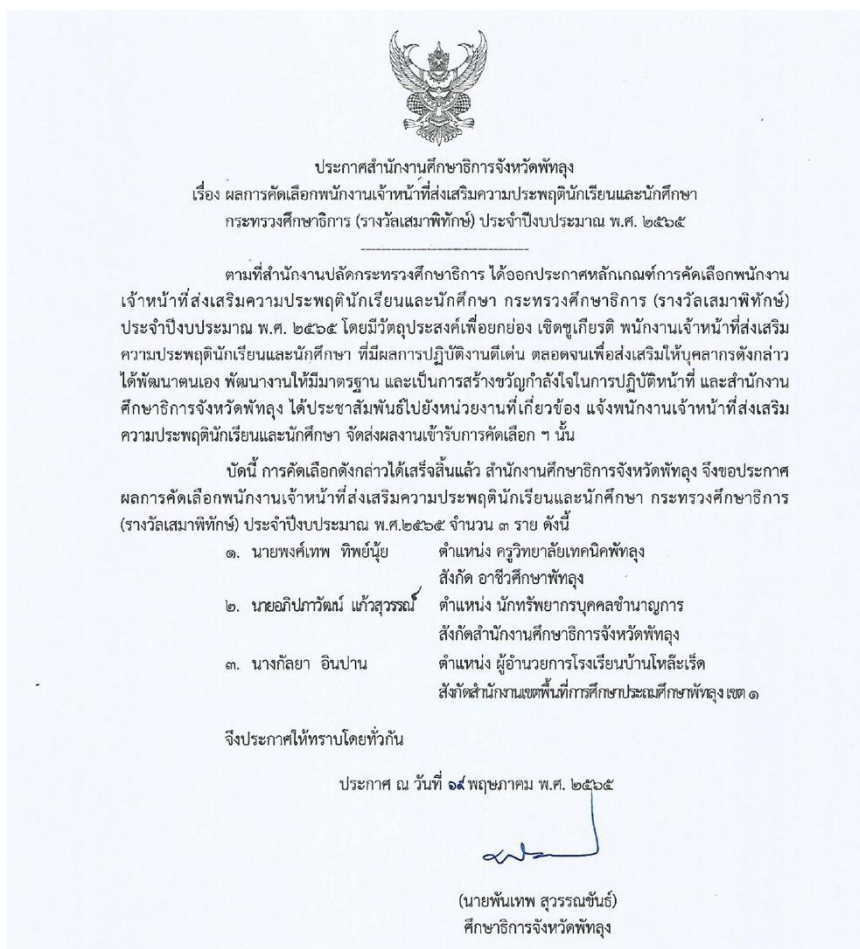 ประกาศสำนักงานศึกษาธิการจังหวัดพัทลุง
เรื่อง ผลการคัดเลือกพนักงานเจ้าหน้าที่ส่งเสริมความประพฤตินักเรียนและนักศึกษา
กระทรวงศึกษาธิการ (รางวัลเสมาพิทักษ์) ประจำปีงบประมาณ พ.ศ. ๒๕๖๕
ตามที่สำนักงานปลัดกระทรวงศึกษาธิการ ได้ออกประกาศหลักเกณฑ์การคัดเลือกพนักงาน
เจ้าหน้าที่ส่งเสริมความประพฤตินักเรียนและนักศึกษา กระทรวงศึกษาธิการ (รางวัลเสมาพิทักษ์)
ประจำปีงบประมาณ พ.ศ. ๒๕๖๕ โดยมีวัตถุประสงค์เพื่อยกย่อง เชิดชูเกียรติ พนักงานเจ้าหน้าที่ส่งเสริม
ความประพฤตินักเรียนและนักศึกษา ที่มีผลการปฏิบัติงานดีเด่น ตลอดจนเพื่อส่งเสริมให้บุคลากรดังกล่าว
ได้พัฒนาตนเอง พัฒนางานให้มีมาตรฐาน และเป็นการสร้างขวัญกำลังใจในการปฏิบัติหน้าที่ และสำนักงาน
ศึกษาธิการจังหวัดพัทลุง ได้ประชาสัมพันธ์ไปยังหน่วยงานที่เกี่ยวข้อง แจ้งพนักงานเจ้าหน้าที่ส่งเสริม
ความประพฤตินักเรียนและนักศึกษา จัดส่งผลงานเข้ารับการคัดเลือก ฯ นั้น
บัดนี้ การคัดเลือกดังกล่าวได้เสร็จสิ้นแล้ว สำนักงานศึกษาธิการจังหวัดพัทลุง จึงขอประกาศ
ผลการคัดเลือกพนักงานเจ้าหน้าที่ส่งเสริมความประพฤตินักเรียนและนักศึกษา กระทรวงศึกษาธิการ
(รางวัลเสมาพิทักษ์) ประจำปีงบประมาณ พ.ศ.๒๕๖๕ จำนวน ๓ ราย ดังนี้
๑. นายพงศ์เทพ ทิพย์นุ้ย ตำแหน่ง ครูวิทยาลัยเทคนิคพัทลุง
สังกัด อาชีวศึกษาพัทลุง
๒. นายอภิปภาวัฒน์ แก้วสุวรรณ์ ตำแหน่ง นักทรัพยากรบุคคลชำนาญการ
สังกัดสำนักงานศึกษาธิการจังหวัดพัทลุง
๓. นางกัลยา อินปาน ตำแหน่ง ผู้อำนวยการโรงเรียนบ้านโหล๊ะเร็ด
สังกัดสำนักงานเขตพื้นที่การศึกษาประถมศึกษาพัทลุง เขต ๑
จึงประกาศให้ทราบโดยทั่วกัน
ประกาศ ณ วันที่ ๑๙ พฤษภาคม พ.ศ. ๒๕๖๕
(นายพันเทพ สุวรรณขันธ์)
ศึกษาธิการจังหวัดพัทลุง